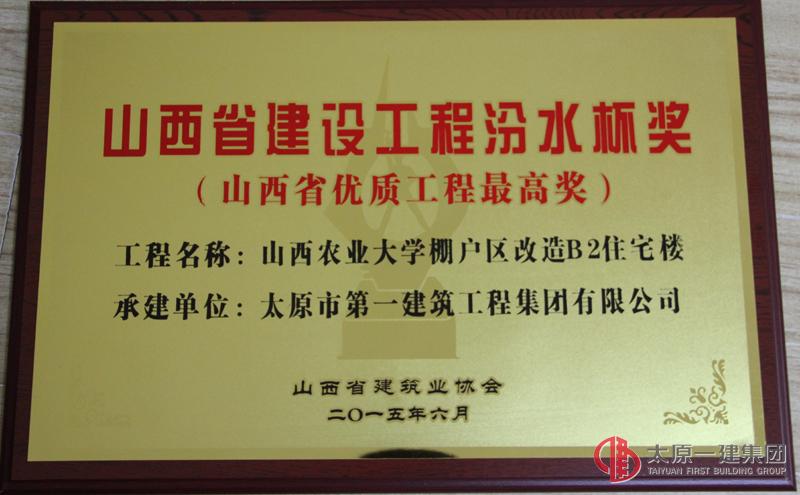 山西省建设工程汾水杯奖
（山西省优质工程最高奖）
工程名称：山西农业大学棚户区改造B2住宅楼
承建单位：太原市第一建筑工程集团有限公司
山西省建筑业协会
二〇一五年六月
太原一建集团
TAIYUAN FIRST BUILDING GROUP